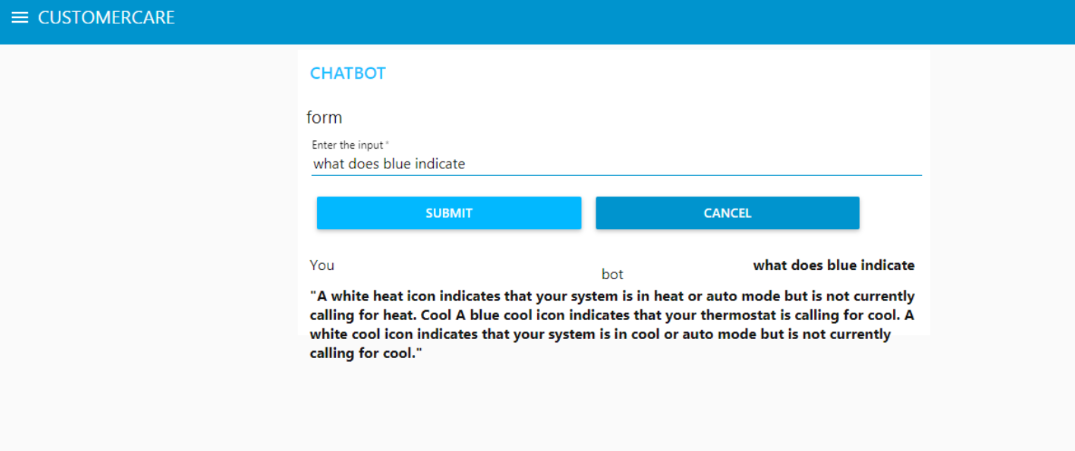 CUSTOMERCARE
CHATBOT
form
Enter the input *
what does blue indicate
SUBMIT
CANCEL
You
what does blue indicate
bot
"A white heat icon indicates that your system is in heat or auto mode but is not currently
calling for heat. Cool A blue cool icon indicates that your thermostat is calling for cool. A
white cool icon indicates that your system is in cool or auto mode but is not currently
calling for cool."